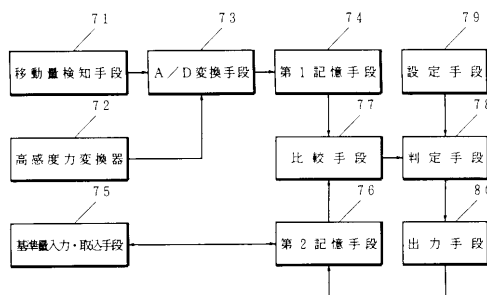 71
73
74
79
移動量検知手段
A/D変換手段
第1記憶手段
設定手段
72
77
78
高感度力変換器
比較手段
判定手段
75
76
80
基準量入力・取込手段
第2記憶手段
出力手段